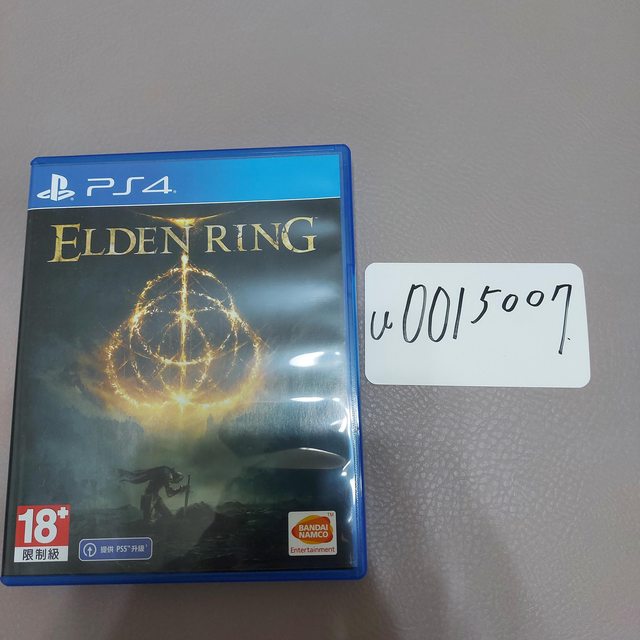 PS4
ELDEN RING
u0015007
18+
限制級
提供 PS5™ 升級
BANDAI
NAMCO
Entertainment